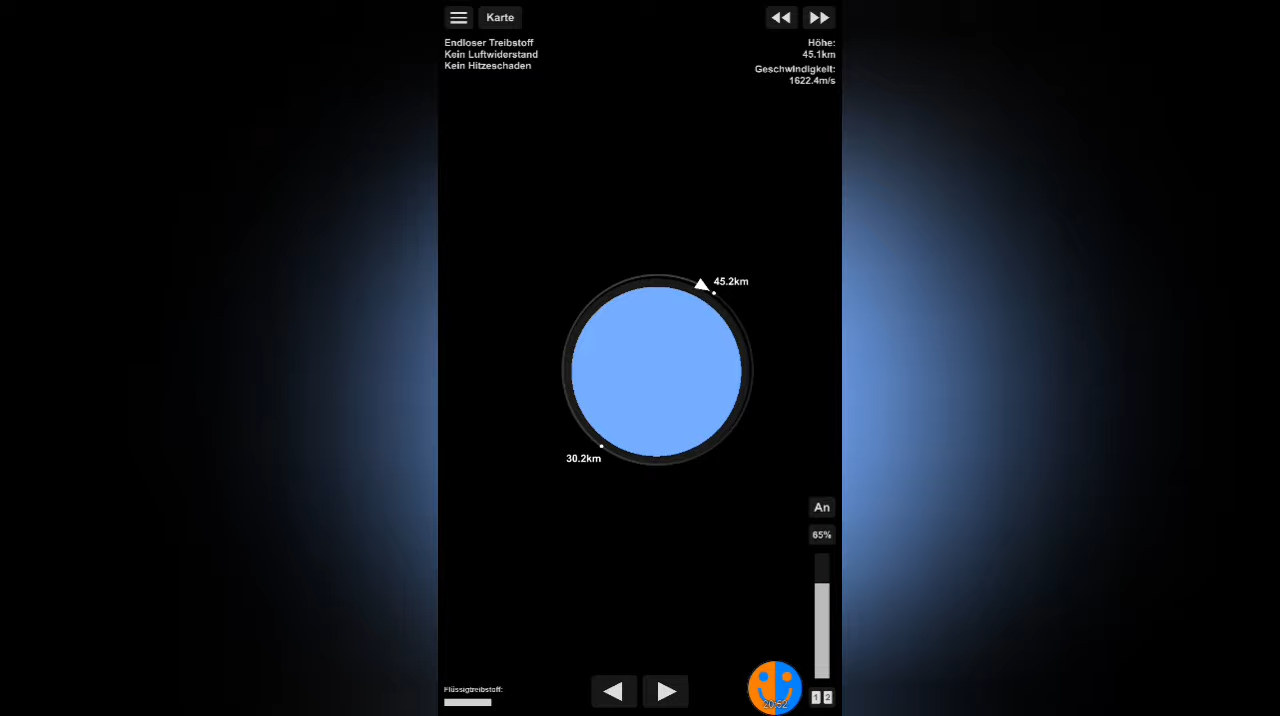 Karte
Endloser Treibstoff
Kein Luftwiderstand
Kein Hitzeschaden
Höhe:
45.1km
Geschwindigkeit:
1622.4m/s
45.2km
30.2km
An
65%
Flüssigtreibstoff:
20:52
1 2